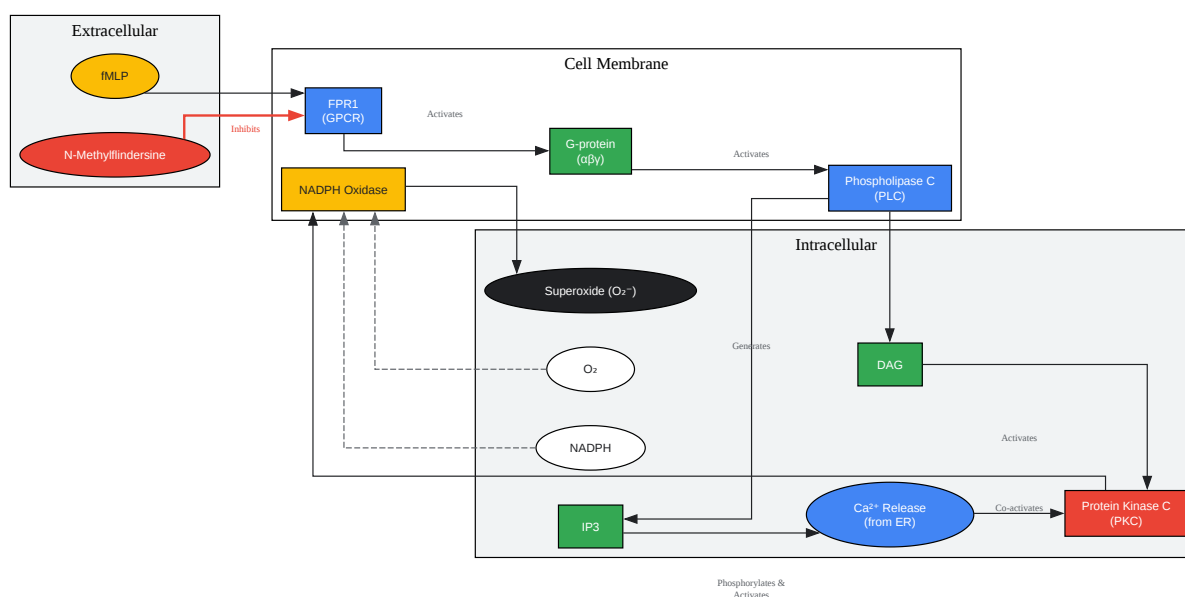 Extracellular
fMLP
N-Methylflindersine
Inhibits
Cell Membrane
FPR1
(GPCR)
Activates
G-protein
(αβγ)
Activates
NADPH Oxidase
Phospholipase C
(PLC)
Intracellular
Superoxide (O₂⁻)
Generates
O₂
DAG
NADPH
Activates
IP3
Ca²⁺ Release
(from ER)
Co-activates
Protein Kinase C
(PKC)
Phosphorylates &
Activates